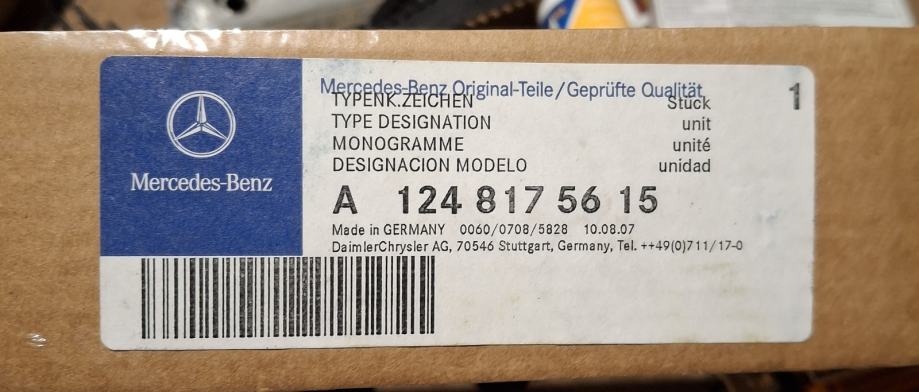 Mercedes-Benz
Mercedes-Benz Original-Teile/Geprüfte Qualität
TYPENK.ZEICHEN Stück 1
TYPE DESIGNATION unit
MONOGRAMME unité
DESIGNACION MODELO unidad
A 124 817 56 15
Made in GERMANY 0060/0708/5828 10.08.07
DaimlerChrysler AG, 70546 Stuttgart, Germany, Tel. ++49(0)711/17-0